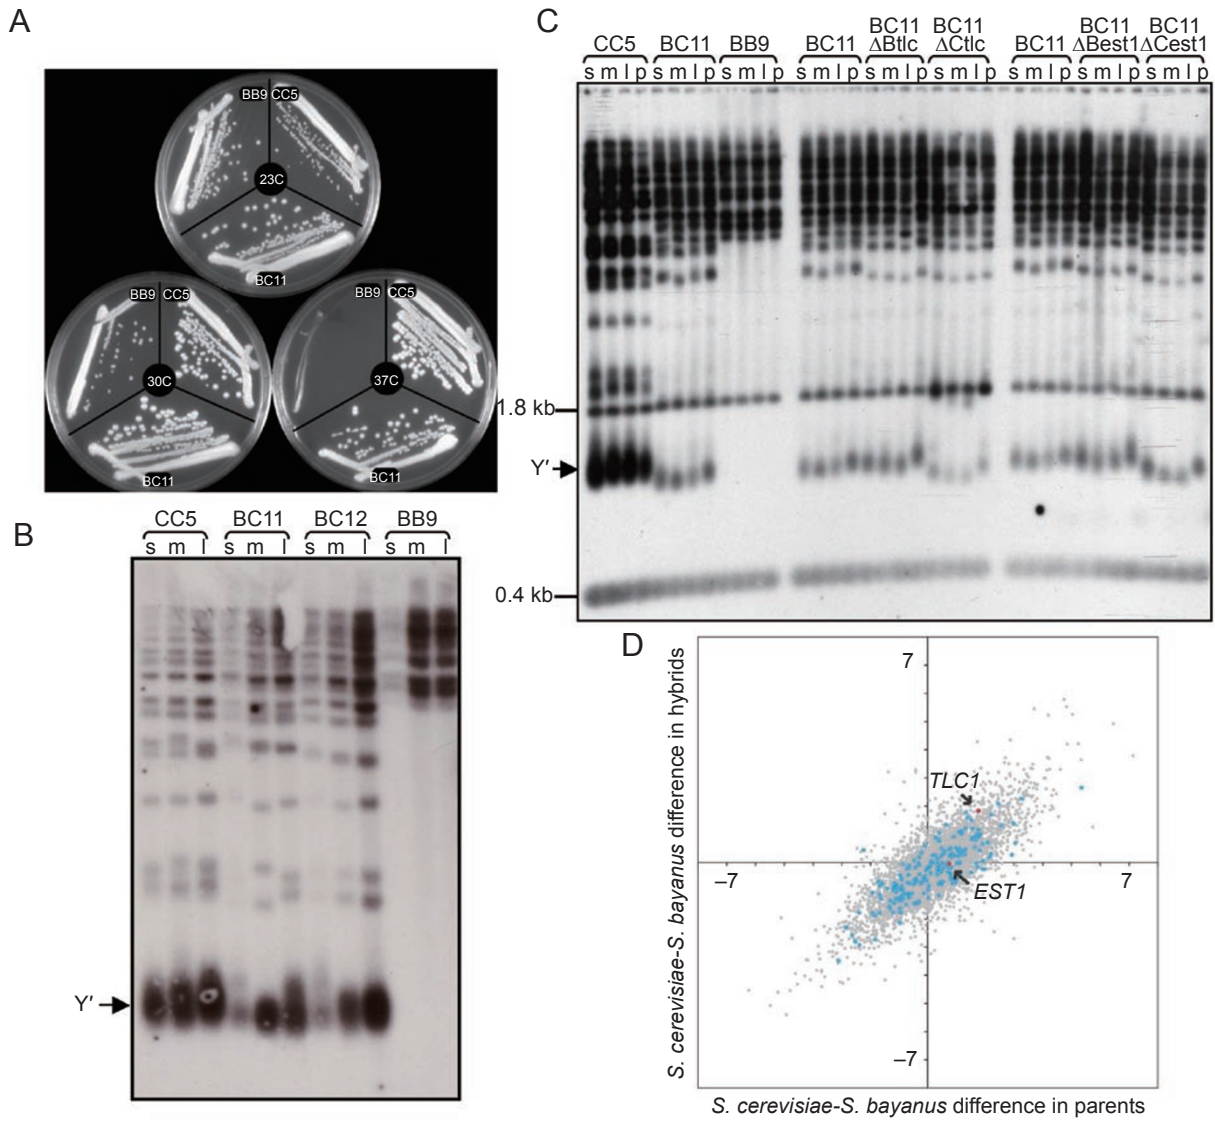 A
BB9 CC5
23C
BC11
BB9 CC5
30C
BC11
BB9 CC5
37C
BC11
B
CC5 BC11 BC12 BB9
s m l s m l s m l s m l
Y′
C
CC5 BC11 BB9 BC11 BC11 ΔBtlc BC11 ΔCtlc BC11 BC11 ΔBest1 BC11 ΔCest1
s m l p s m l p s m l p s m l p s m l p s m l p s m l p s m l p s m l p
1.8 kb
Y′
0.4 kb
D
S. cerevisiae-S. bayanus difference in hybrids
7
TLC1
–7
7
EST1
–7
S. cerevisiae-S. bayanus difference in parents